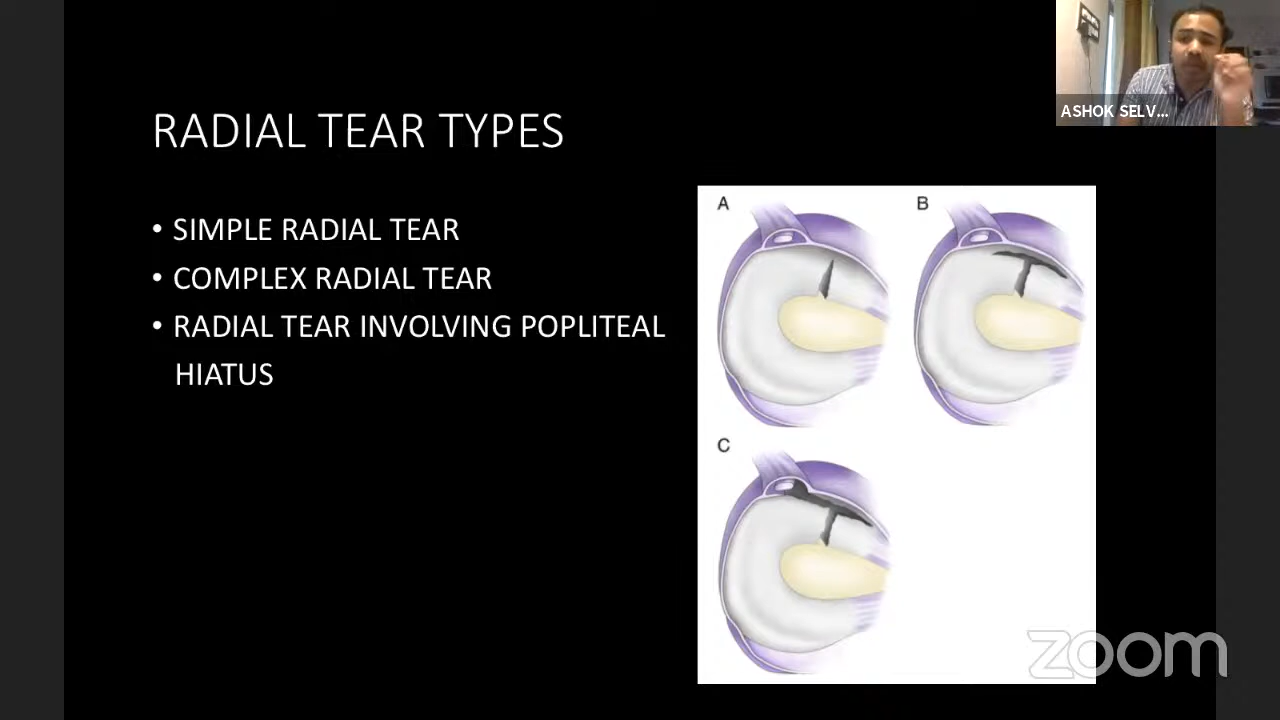 ASHOK SELV...
RADIAL TEAR TYPES
• SIMPLE RADIAL TEAR
• COMPLEX RADIAL TEAR
• RADIAL TEAR INVOLVING POPLITEAL
HIATUS
A
B
C
zoom